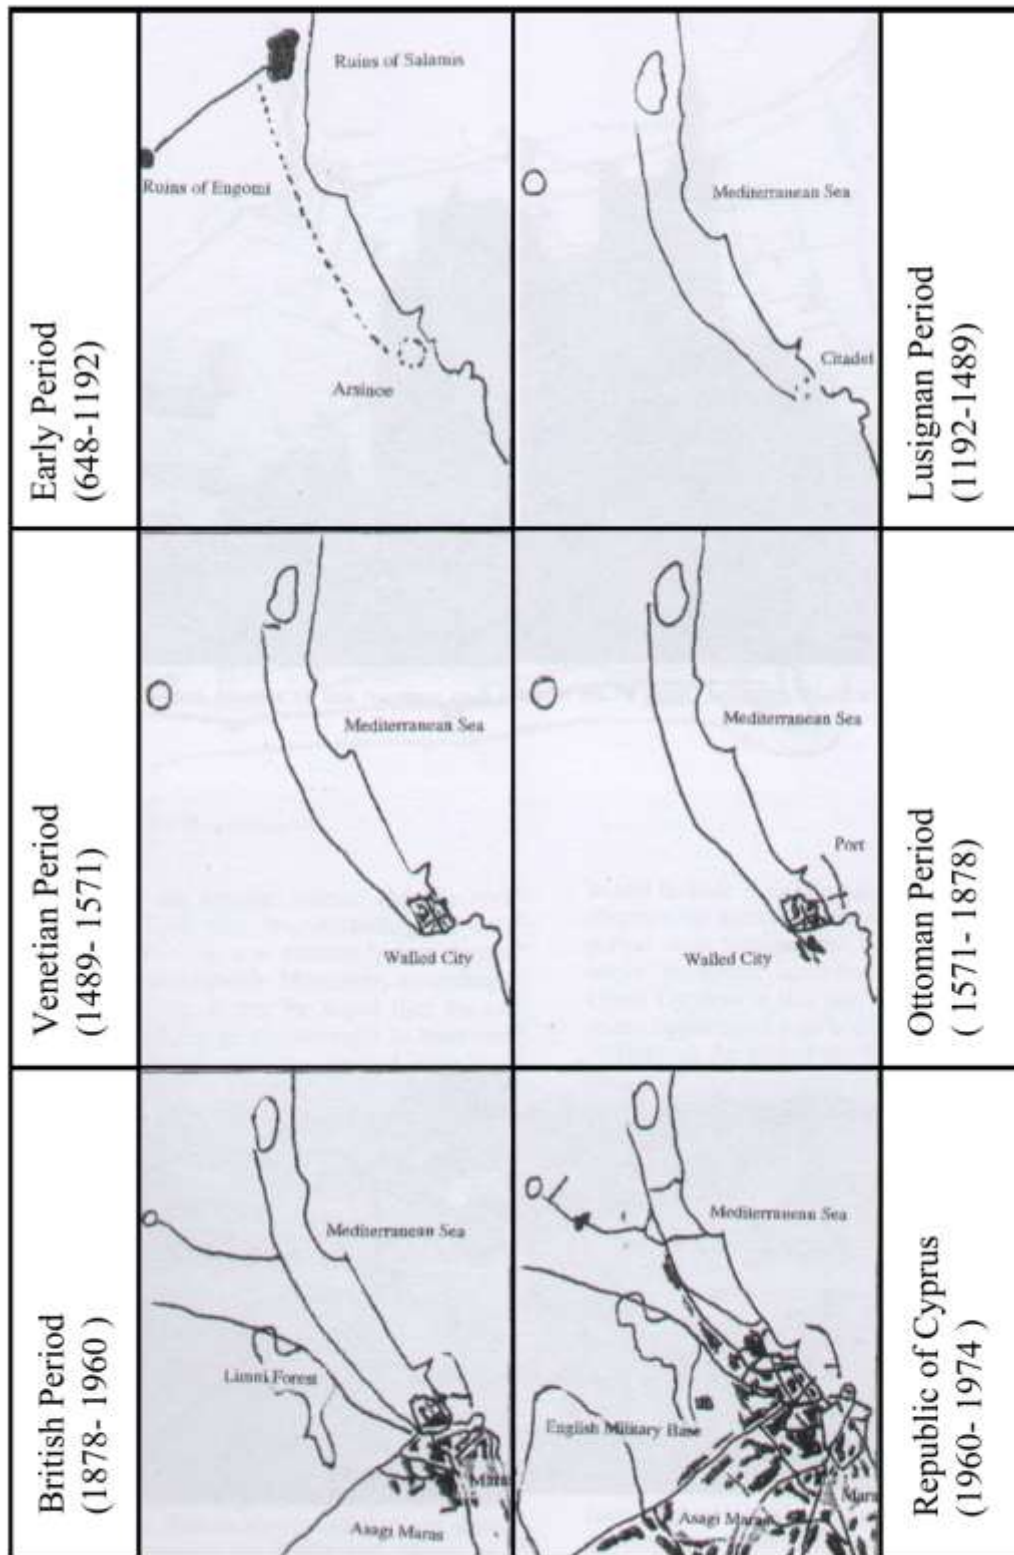 Early Period
(648-1192)
Ruins of Salamis
Ruins of Engomi
Arsinoe
Mediterranean Sea
Citadel
Lusignan Period
(1192-1489)
Venetian Period
(1489- 1571)
Mediterranean Sea
Walled City
Mediterranean Sea
Port
Walled City
Ottoman Period
( 1571- 1878)
British Period
(1878- 1960)
Mediterranean Sea
Limni Forest
Maras
Asagi Maras
Mediterranean Sea
English Military Base
Maras
Asagi Maras
Republic of Cyprus
(1960- 1974 )